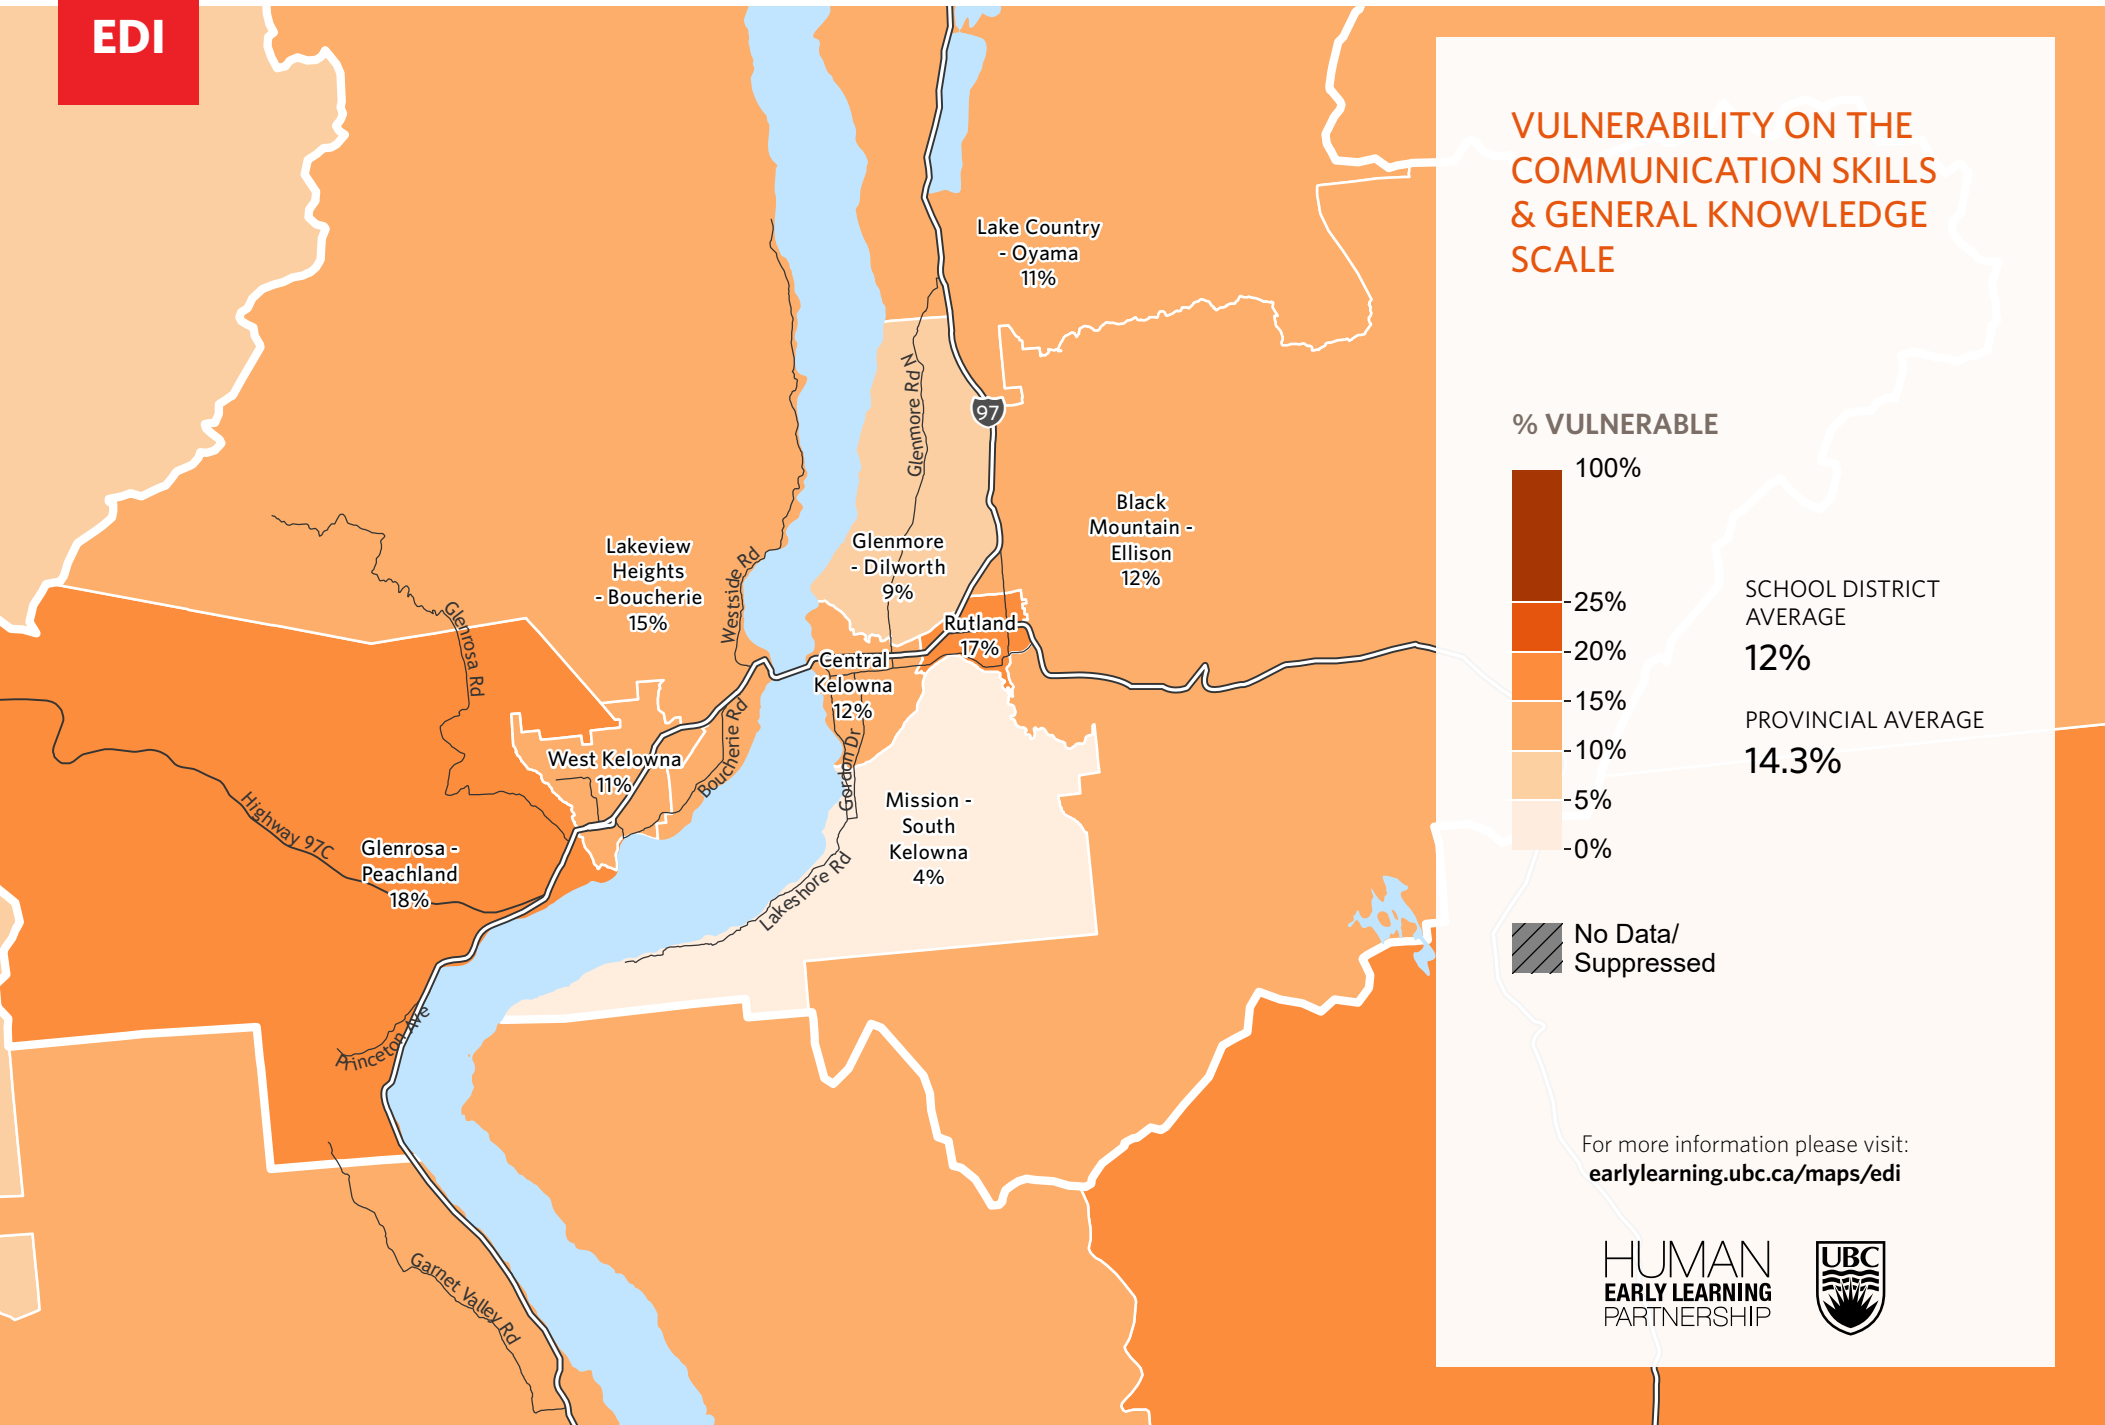 EDI
VULNERABILITY ON THE
COMMUNICATION SKILLS
& GENERAL KNOWLEDGE
SCALE
% VULNERABLE
100%
25%
20%
15%
10%
5%
0%
SCHOOL DISTRICT
AVERAGE
12%
PROVINCIAL AVERAGE
14.3%
No Data/
Suppressed
For more information please visit:
earlylearning.ubc.ca/maps/edi
HUMAN
EARLY LEARNING
PARTNERSHIP
UBC
Lake Country
- Oyama
11%
Glenmore Rd N
97
Black
Mountain -
Ellison
12%
Lakeview
Heights
- Boucherie
15%
Westside Rd
Glenmore
- Dilworth
9%
Rutland
17%
Central
Kelowna
12%
Glenrosa Rd
West Kelowna
11%
Boucherie Rd
Gordon Dr
Mission -
South
Kelowna
4%
Highway 97C
Glenrosa -
Peachland
18%
Lakeshore Rd
Princeton Ave
Garnet Valley Rd